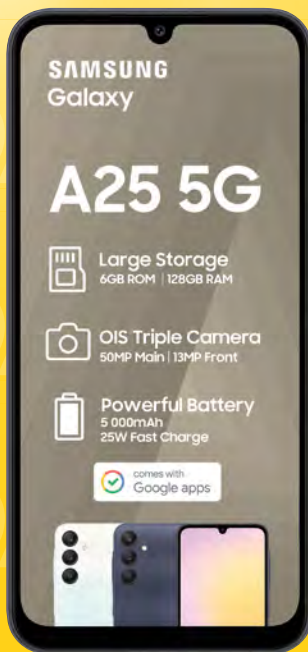 SAMSUNG
Galaxy
A25 5G
Large Storage
6GB ROM | 128GB RAM
OIS Triple Camera
50MP Main | 13MP Front
Powerful Battery
5 000mAh
25W Fast Charge
comes with
Google apps